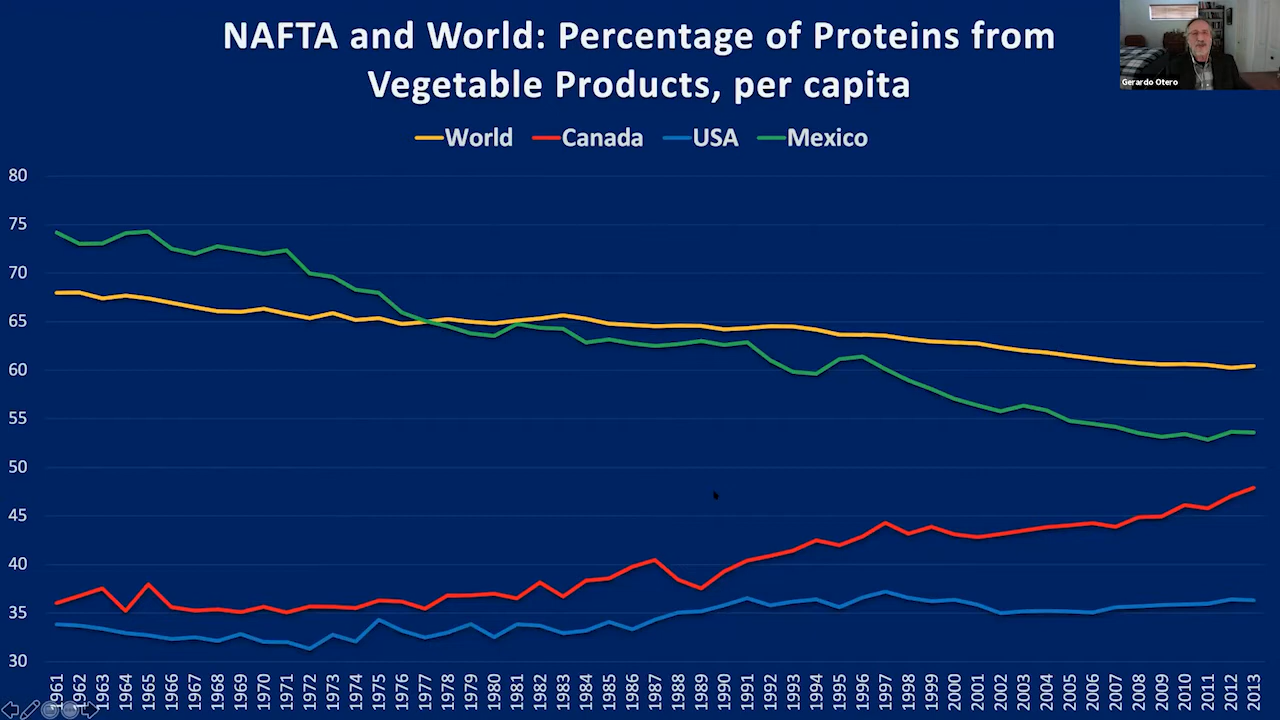 NAFTA and World: Percentage of Proteins from
Vegetable Products, per capita
Gerardo Otero
World Canada USA Mexico
80
75
70
65
60
55
50
45
40
35
30
1961 1962 1963 1964 1965 1966 1967 1968 1969 1970 1971 1972 1973 1974 1975 1976 1977 1978 1979 1980 1981 1982 1983 1984 1985 1986 1987 1988 1989 1990 1991 1992 1993 1994 1995 1996 1997 1998 1999 2000 2001 2002 2003 2004 2005 2006 2007 2008 2009 2010 2011 2012 2013